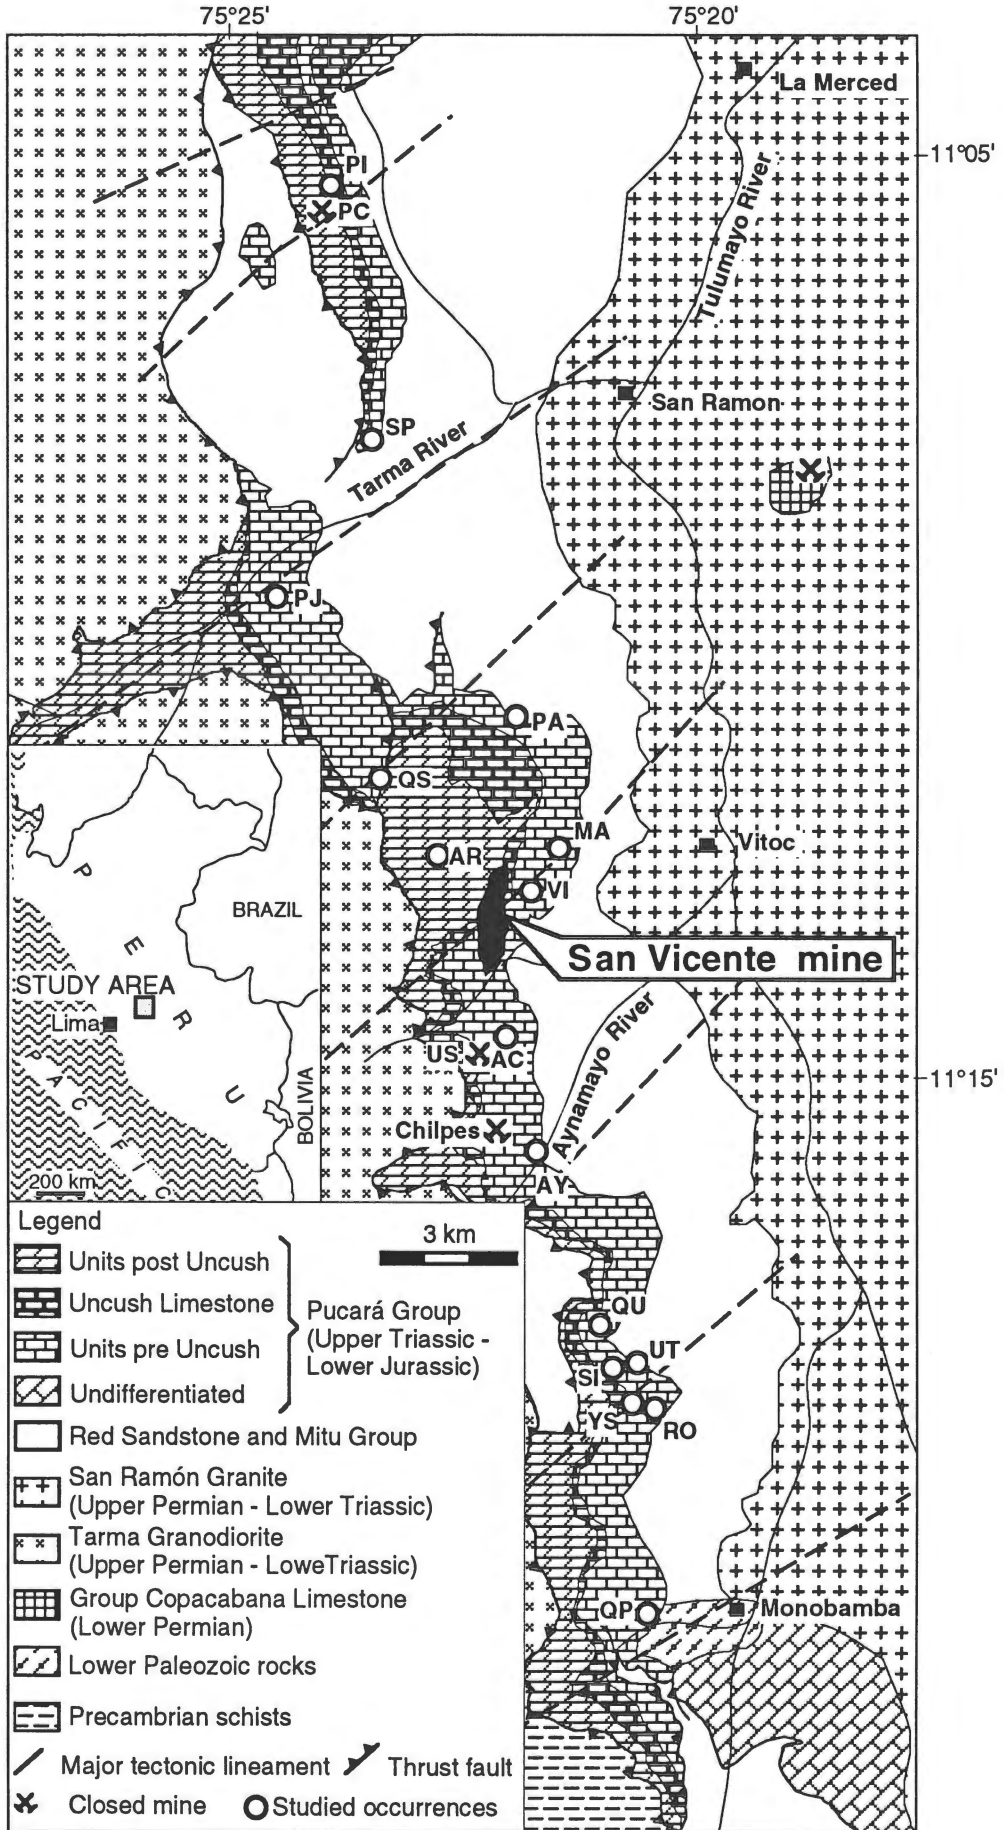 75°25' 75°20'
La Merced
11°05'
PI
PC
Tulumayo River
San Ramon
SP
Tarma River
PJ
PA
QS
MA
Vitoc
AR
VI
BRAZIL
San Vicente mine
PERU
STUDY AREA
Lima
Aynamayo River
US AC
11°15'
BOLIVIA
PACIFIC
Chilpes
200 km
AY
Legend
3 km
Units post Uncush
Uncush Limestone
Units pre Uncush
Undifferentiated
Pucará Group
(Upper Triassic -
Lower Jurassic)
QU
UT
SI
YS
RO
Red Sandstone and Mitu Group
San Ramón Granite
(Upper Permian - Lower Triassic)
Tarma Granodiorite
(Upper Permian - LoweTriassic)
Group Copacabana Limestone
(Lower Permian)
QP
Monobamba
Lower Paleozoic rocks
Precambrian schists
Major tectonic lineament
Thrust fault
Closed mine
Studied occurrences